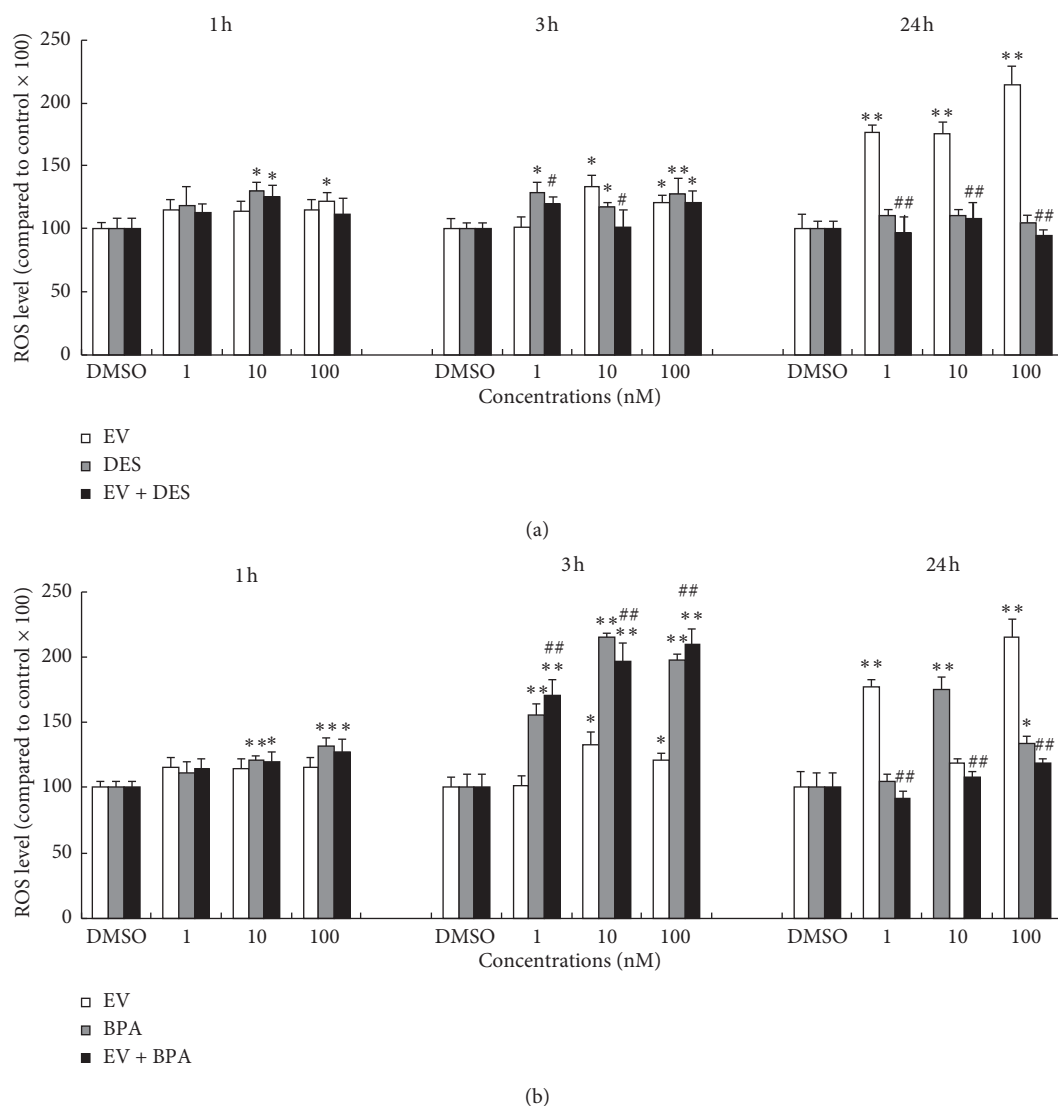 1 h 3 h 24 h
ROS level (compared to control × 100)
250
200
150
100
50
0
* * * * # * * # * ** * ** ## ** ## ** ##
DMSO 1 10 100 DMSO 1 10 100 DMSO 1 10 100
Concentrations (nM)
EV
DES
EV + DES
(a)
1 h 3 h 24 h
ROS level (compared to control × 100)
250
200
150
100
50
0
*** *** ** ** ## * ** ** ## * ** ** ## ** ## ** ## ** * ##
DMSO 1 10 100 DMSO 1 10 100 DMSO 1 10 100
Concentrations (nM)
EV
BPA
EV + BPA
(b)